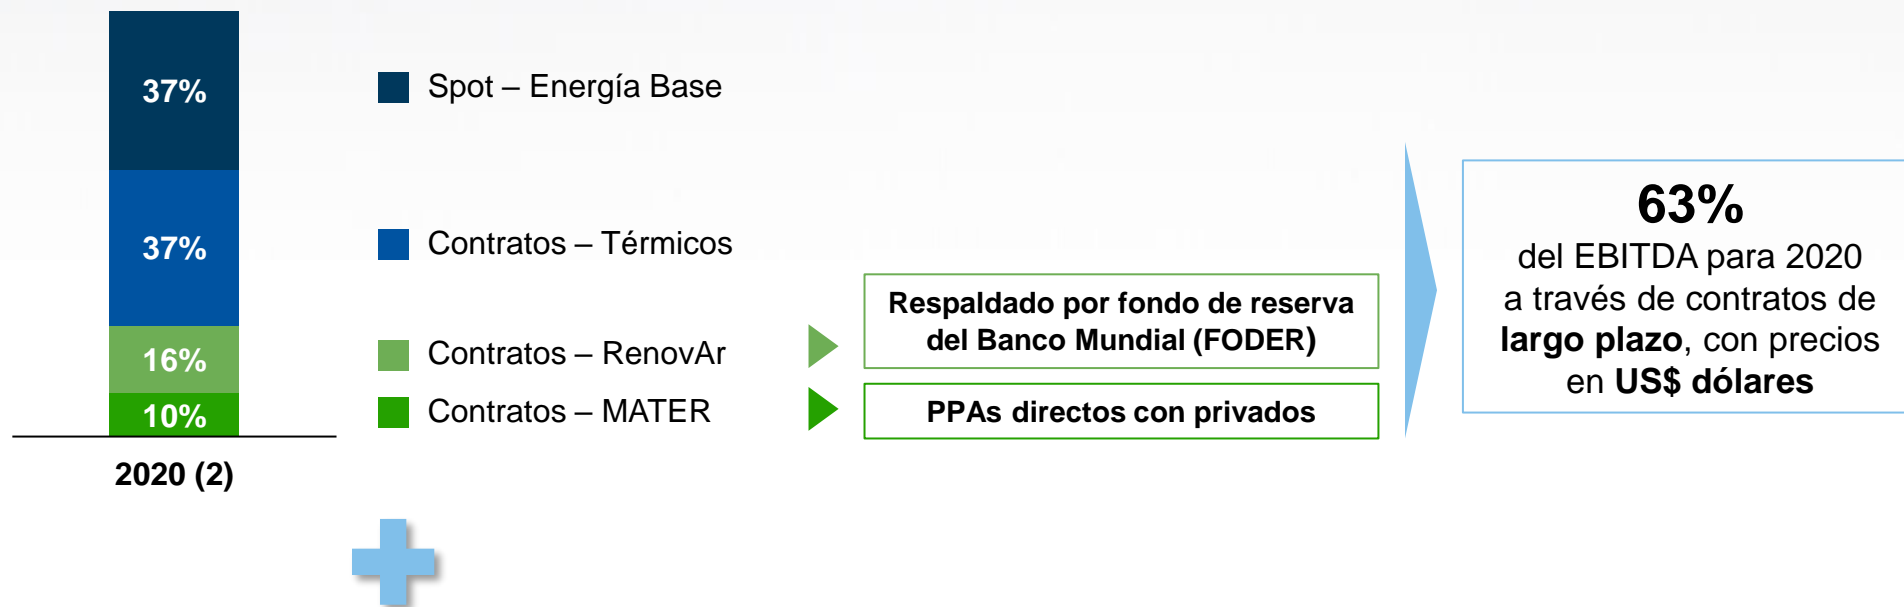 37%
Spot – Energía Base
37%
Contratos – Térmicos
16%
Contratos – RenovAr
10%
Contratos – MATER
2020 (2)
Respaldado por fondo de reserva
del Banco Mundial (FODER)
PPAs directos con privados
63%
del EBITDA para 2020
a través de contratos de
largo plazo, con precios
en US$ dólares